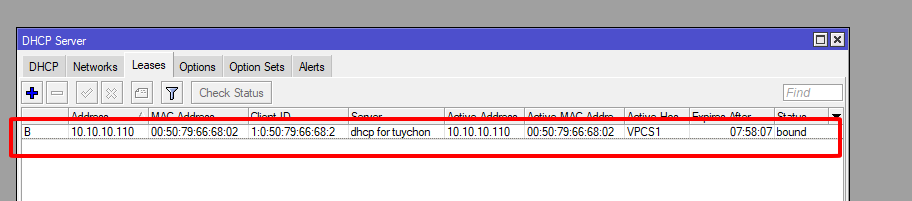 DHCP Server
DHCP Networks Leases Options Option Sets Alerts
Check Status Find
Address MAC Address Client ID Server Active Address Active MAC Addre... Active Hos... Expires After Status
B 10.10.10.110 00:50:79:66:68:02 1:0:50:79:66:68:2 dhcp for tuychon 10.10.10.110 00:50:79:66:68:02 VPCS1 07:58:07 bound